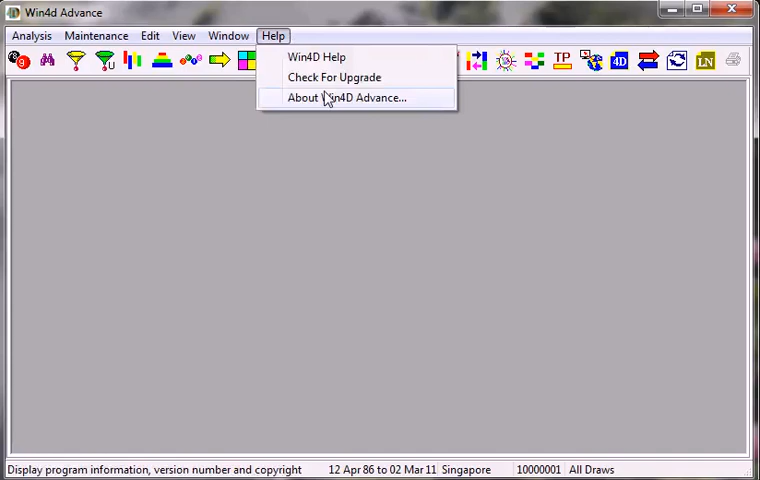 Win4d Advance
Analysis Maintenance Edit View Window Help
Win4D Help
Check For Upgrade
About Win4D Advance...
9 TP 4D LN
Display program information, version number and copyright 12 Apr 86 to 02 Mar 11 Singapore 10000001 All Draws